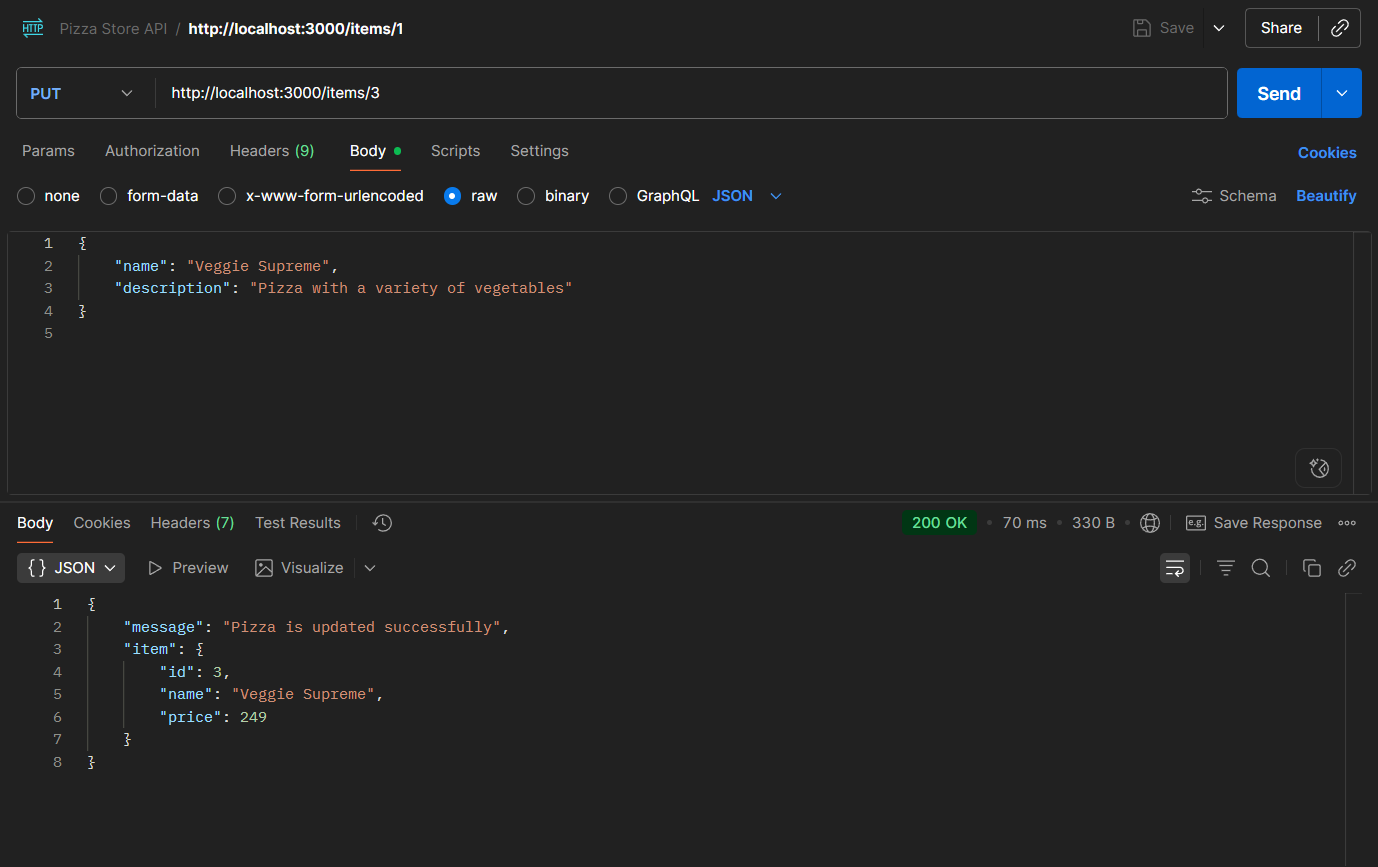 HTTP Pizza Store API / http://localhost:3000/items/1 Save Share
PUT http://localhost:3000/items/3 Send
Params Authorization Headers (9) Body Scripts Settings Cookies
none form-data x-www-form-urlencoded raw binary GraphQL JSON Schema Beautify
1 {
2 "name": "Veggie Supreme",
3 "description": "Pizza with a variety of vegetables"
4 }
5
Body Cookies Headers (7) Test Results 200 OK • 70 ms • 330 B • e.g. Save Response
{} JSON Preview Visualize
1 {
2 "message": "Pizza is updated successfully",
3 "item": {
4 "id": 3,
5 "name": "Veggie Supreme",
6 "price": 249
7 }
8 }